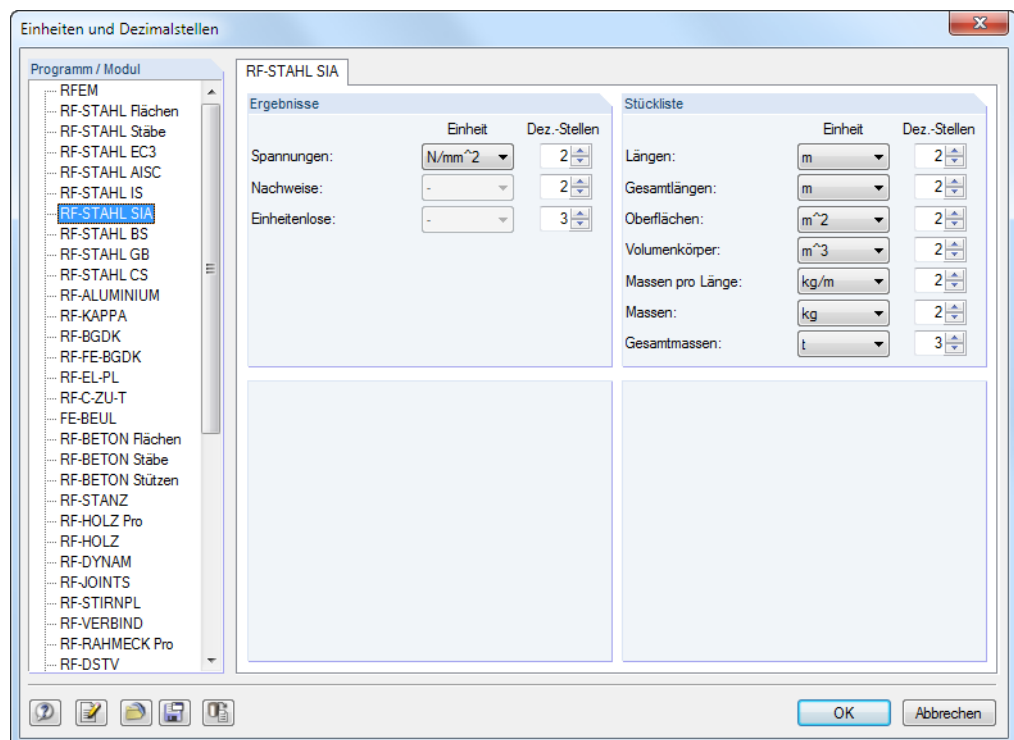 Einheiten und Dezimalstellen
Programm / Modul
RFEM
RF-STAHL Flächen
RF-STAHL Stäbe
RF-STAHL EC3
RF-STAHL AISC
RF-STAHL IS
RF-STAHL SIA
RF-STAHL BS
RF-STAHL GB
RF-STAHL CS
RF-ALUMINIUM
RF-KAPPA
RF-BGDK
RF-FE-BGDK
RF-EL-PL
RF-C-ZU-T
FE-BEUL
RF-BETON Flächen
RF-BETON Stäbe
RF-BETON Stützen
RF-STANZ
RF-HOLZ Pro
RF-HOLZ
RF-DYNAM
RF-JOINTS
RF-STIRNPL
RF-VERBIND
RF-RAHMECK Pro
RF-DSTV
RF-STAHL SIA
Ergebnisse
Einheit Dez.-Stellen
Spannungen: N/mm^2 2
Nachweise: - 2
Einheitenlose: - 3
Stückliste
Einheit Dez.-Stellen
Längen: m 2
Gesamtlängen: m 2
Oberflächen: m^2 2
Volumenkörper: m^3 2
Massen pro Länge: kg/m 2
Massen: kg 2
Gesamtmassen: t 3
OK Abbrechen